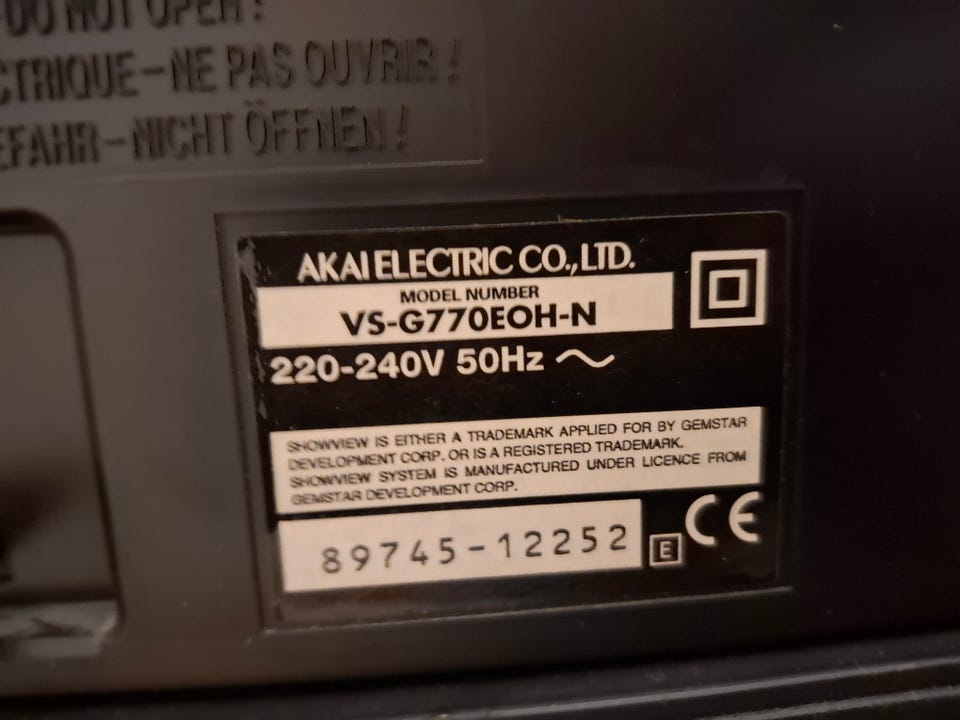 DO NOT OPEN!
CTRIQUE-NE PAS OUVRIR!
EFAHR-NICHT ÖFFNEN!
AKAI ELECTRIC CO., LTD.
MODEL NUMBER
VS-G770EOH-N
220-240V 50Hz ~
SHOWVIEW IS EITHER A TRADEMARK APPLIED FOR BY GEMSTAR
DEVELOPMENT CORP. OR IS A REGISTERED TRADEMARK.
SHOWVIEW SYSTEM IS MANUFACTURED UNDER LICENCE FROM
GEMSTAR DEVELOPMENT CORP.
89745-12252
E CE